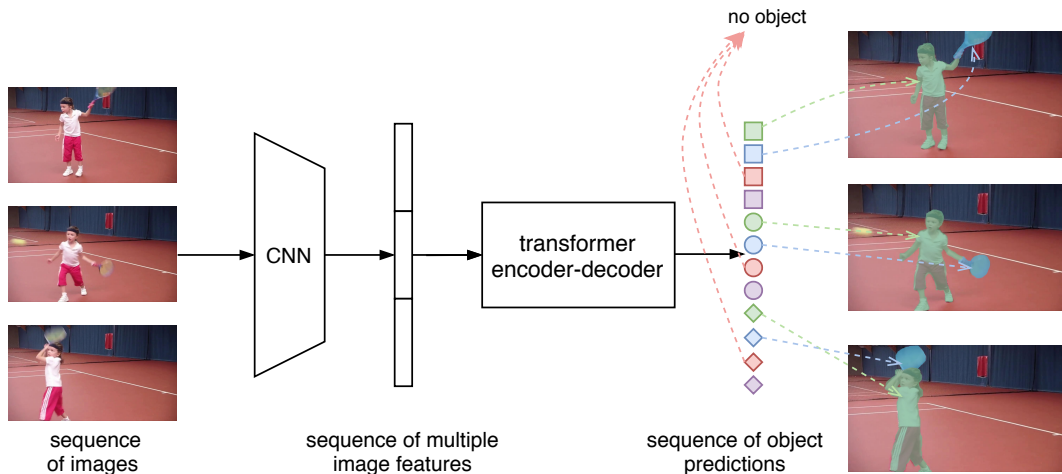 no object
CNN
transformer
encoder-decoder
sequence
of images
sequence of multiple
image features
sequence of object
predictions